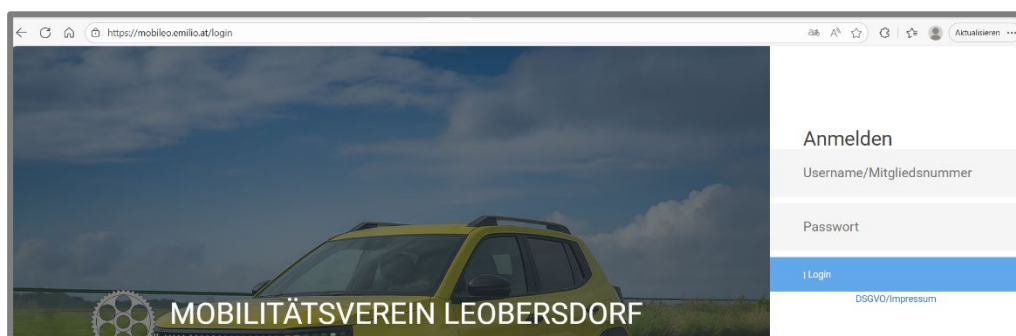 https://mobileo.emilio.at/login
Aktualisieren
Anmelden
Username/Mitgliedsnummer
Passwort
Login
DSGVO/Impressum
MOBILITÄTSVEREIN LEOBERSDORF